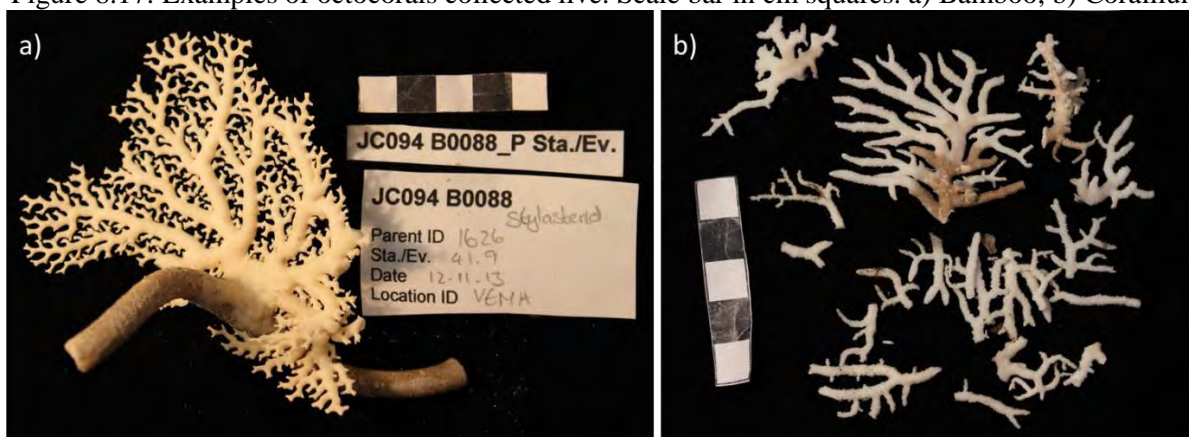 Figure 8.17. Examples of octocorals collected live. Scale bar in cm squares. a) Bamboo, b) Corallium
a)
JC094 B0088_P Sta./Ev.
JC094 B0088
Stylasterid
Parent ID 1626
Sta./Ev. 41.9
Date 12-11-13
Location ID VEMA
b)